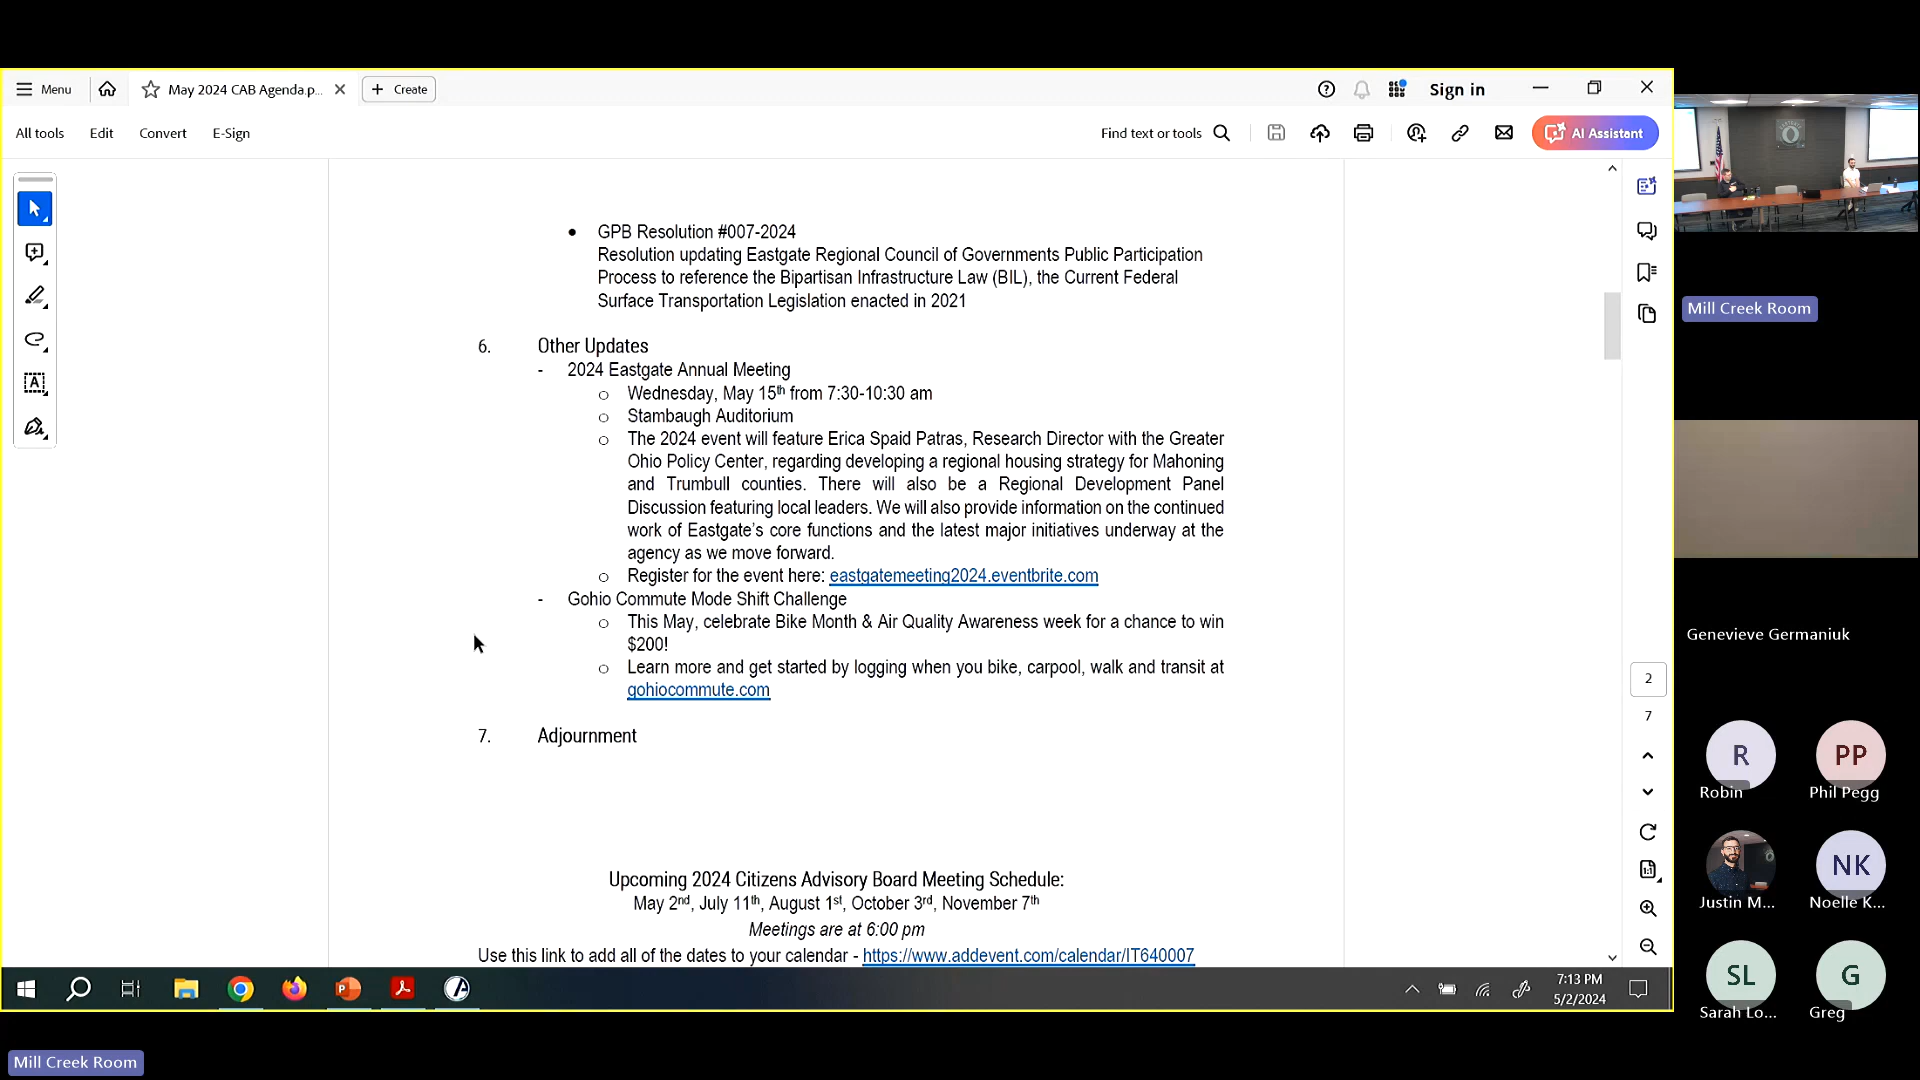 Menu
May 2024 CAB Agenda.p...
Create
Sign in
All tools
Edit
Convert
E-Sign
Find text or tools
AI Assistant
• GPB Resolution #007-2024
Resolution updating Eastgate Regional Council of Governments Public Participation
Process to reference the Bipartisan Infrastructure Law (BIL), the Current Federal
Surface Transportation Legislation enacted in 2021
6. Other Updates
- 2024 Eastgate Annual Meeting
o Wednesday, May 15th from 7:30-10:30 am
o Stambaugh Auditorium
o The 2024 event will feature Erica Spaid Patras, Research Director with the Greater
Ohio Policy Center, regarding developing a regional housing strategy for Mahoning
and Trumbull counties. There will also be a Regional Development Panel
Discussion featuring local leaders. We will also provide information on the continued
work of Eastgate's core functions and the latest major initiatives underway at the
agency as we move forward.
o Register for the event here: eastgatemeeting2024.eventbrite.com
- Gohio Commute Mode Shift Challenge
o This May, celebrate Bike Month & Air Quality Awareness week for a chance to win
$200!
o Learn more and get started by logging when you bike, carpool, walk and transit at
gohiocommute.com
7. Adjournment
Upcoming 2024 Citizens Advisory Board Meeting Schedule:
May 2nd, July 11th, August 1st, October 3rd, November 7th
Meetings are at 6:00 pm
Use this link to add all of the dates to your calendar - https://www.addevent.com/calendar/IT640007
2
7
7:13 PM
5/2/2024
Mill Creek Room
Genevieve Germaniuk
R
Robin
PP
Phil Pegg
Justin M...
NK
Noelle K...
SL
Sarah Lo...
G
Greg
Mill Creek Room